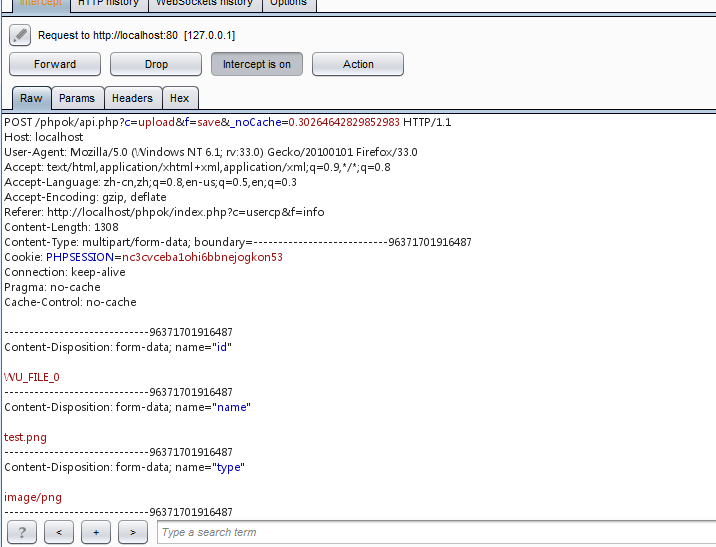 Intercept HTTP history WebSockets history Options
Request to http://localhost:80 [127.0.0.1]
Forward Drop Intercept is on Action
Raw Params Headers Hex
POST /phpok/api.php?c=upload&f=save&_noCache=0.30264642829852983 HTTP/1.1
Host: localhost
User-Agent: Mozilla/5.0 (Windows NT 6.1; rv:33.0) Gecko/20100101 Firefox/33.0
Accept: text/html,application/xhtml+xml,application/xml;q=0.9,*/*;q=0.8
Accept-Language: zh-cn,zh;q=0.8,en-us;q=0.5,en;q=0.3
Accept-Encoding: gzip, deflate
Referer: http://localhost/phpok/index.php?c=usercp&f=info
Content-Length: 1308
Content-Type: multipart/form-data; boundary=---------------------------96371701916487
Cookie: PHPSESSION=nc3cvceba1ohi6bbnejogkon53
Connection: keep-alive
Pragma: no-cache
Cache-Control: no-cache
-----------------------------96371701916487
Content-Disposition: form-data; name="id"
WU_FILE_0
-----------------------------96371701916487
Content-Disposition: form-data; name="name"
test.png
-----------------------------96371701916487
Content-Disposition: form-data; name="type"
image/png
-----------------------------96371701916487
? < + > Type a search term